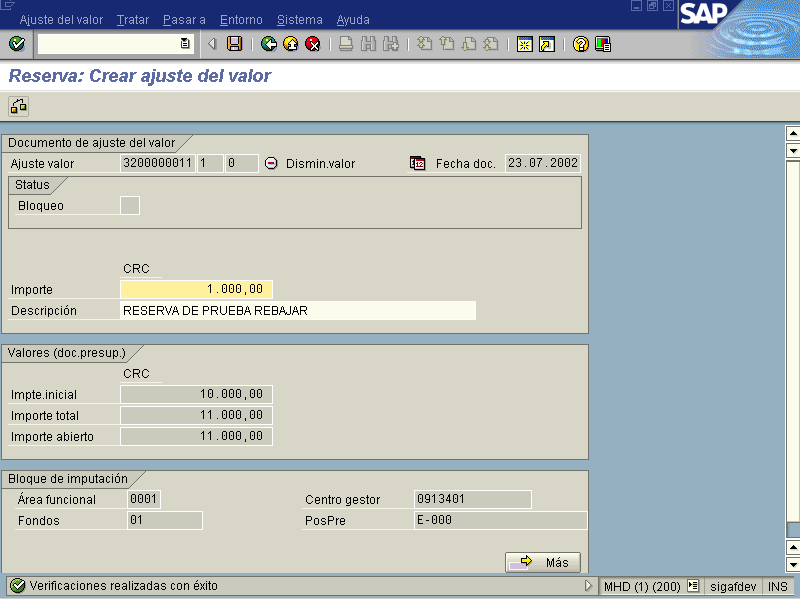 Ajuste del valor Tratar Pasar a Entorno Sistema Ayuda
SAP
Reserva: Crear ajuste del valor
Documento de ajuste del valor
Ajuste valor 3200000011 1 0 Dismin.valor Fecha doc. 23.07.2002
Status
Bloqueo
CRC
Importe 1.000,00
Descripción RESERVA DE PRUEBA REBAJAR
Valores (doc.presup.)
CRC
Impte.inicial 10.000,00
Importe total 11.000,00
Importe abierto 11.000,00
Bloque de imputación
Área funcional 0001 Centro gestor 0913401
Fondos 01 PosPre E-000
Más
Verificaciones realizadas con éxito MHD (1) (200) sigafdev INS